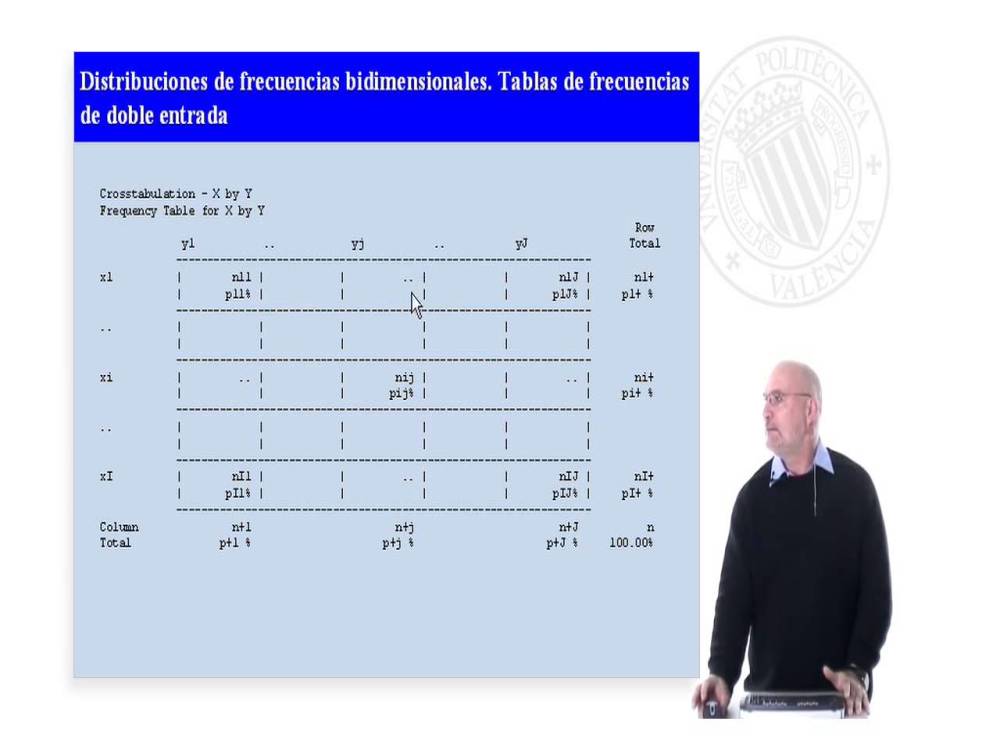 Distribuciones de frecuencias bidimensionales. Tablas de frecuencias
de doble entrada
Crosstabulation - X by Y
Frequency Table for X by Y
Row
y1 .. yj .. yJ Total
x1 | n11 | | .. | | n1J | n1+
| p11% | | | | p1J% | p1+ %
.. | | | | | |
| | | | | |
xi | .. | | nij | | .. | ni+
| | | pij% | | | pi+ %
.. | | | | | |
| | | | | |
xI | nI1 | | .. | | nIJ | nI+
| pI1% | | | | pIJ% | pI+ %
Column n+1 n+j n+J n
Total p+1 % p+j % p+J % 100.00%
UNIVERSITAT POLITÈCNICA
VALÈNCIA